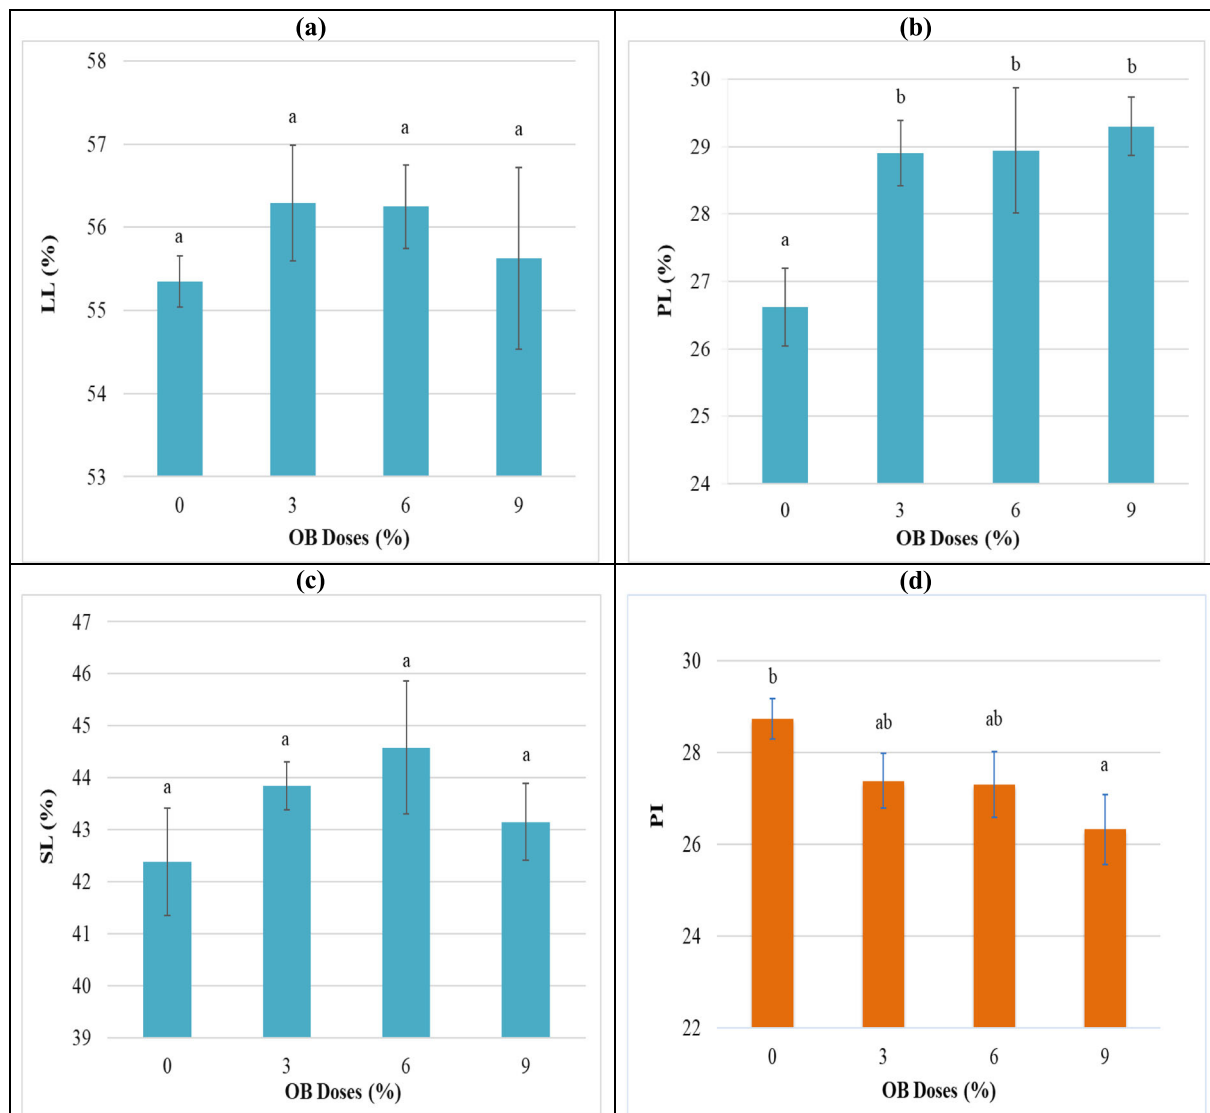 (a)
58
57
56
55
54
53
LL (%)
a
a
a
a
0 3 6 9
OB Doses (%)
(b)
30
29
28
27
26
25
24
PL (%)
a
b
b
b
0 3 6 9
OB Doses (%)
(c)
47
46
45
44
43
42
41
40
39
SL (%)
a
a
a
a
0 3 6 9
OB Doses (%)
(d)
30
28
26
24
22
PI
b
ab
ab
a
0 3 6 9
OB Doses (%)